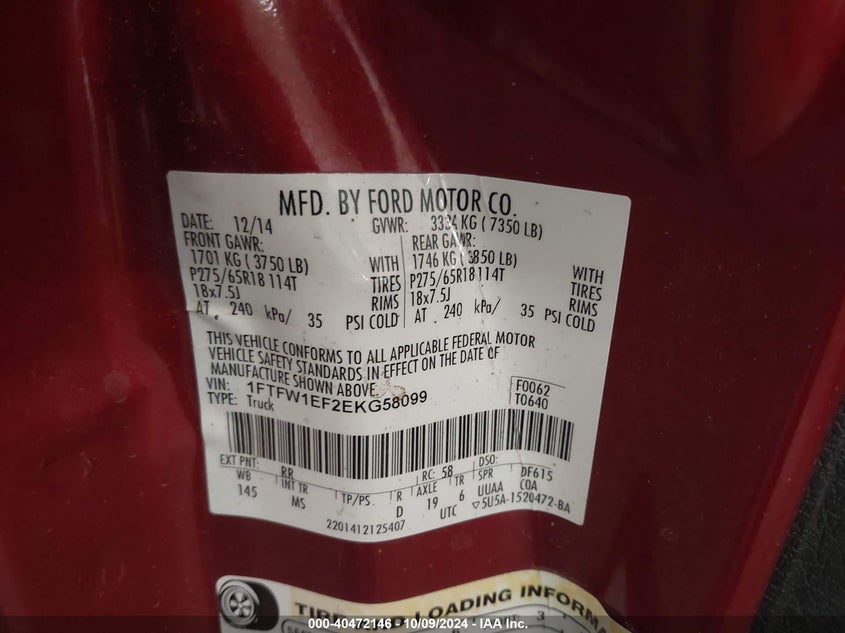 MFD. BY FORD MOTOR CO.
DATE: 12/14 GVWR: 3334 KG ( 7350 LB)
FRONT GAWR: REAR GAWR:
1701 KG ( 3750 LB) WITH 1746 KG ( 3850 LB) WITH
P275/65R18 114T TIRES P275/65R18 114T TIRES
18x7.5J RIMS 18x7.5J RIMS
AT 240 kPa/ 35 PSI COLD AT 240 kPa/ 35 PSI COLD
THIS VEHICLE CONFORMS TO ALL APPLICABLE FEDERAL MOTOR
VEHICLE SAFETY STANDARDS IN EFFECT ON THE DATE OF
MANUFACTURE SHOWN ABOVE.
VIN: 1FTFW1EF2EKG58099 F0062
TYPE: Truck T0640
EXT PNT: RR RC: 58 DSO:
WB INT TR TP/PS R AXLE TR SPR DF615
145 MS D 19 6 UUAA COA
UTC ▽5U5A-1520472-BA
2201412125407
TIRE AND LOADING INFORMA
000-40472146 - 10/09/2024 - IAA Inc.